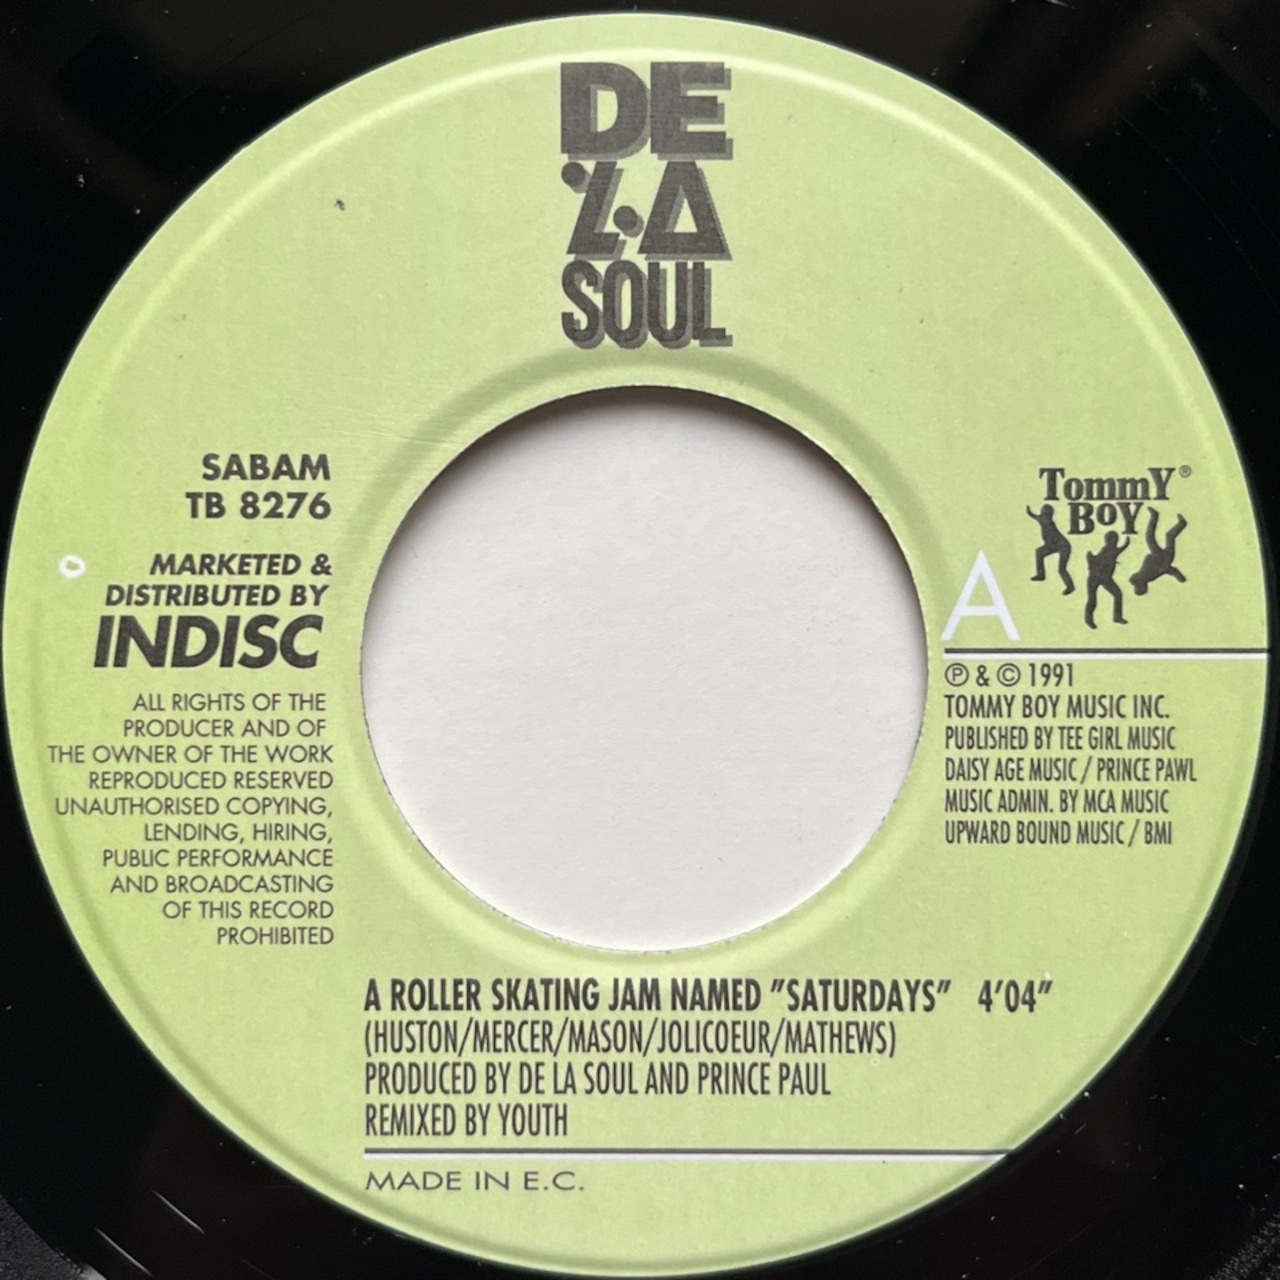 DE
LA
SOUL
SABAM
TB 8276
MARKETED &
DISTRIBUTED BY
INDISC
ALL RIGHTS OF THE
PRODUCER AND OF
THE OWNER OF THE WORK
REPRODUCED RESERVED
UNAUTHORISED COPYING,
LENDING, HIRING,
PUBLIC PERFORMANCE
AND BROADCASTING
OF THIS RECORD
PROHIBITED
TommY®
BoY
A
Ⓟ & © 1991
TOMMY BOY MUSIC INC.
PUBLISHED BY TEE GIRL MUSIC
DAISY AGE MUSIC / PRINCE PAWL
MUSIC ADMIN. BY MCA MUSIC
UPWARD BOUND MUSIC / BMI
A ROLLER SKATING JAM NAMED "SATURDAYS" 4'04"
(HUSTON/MERCER/MASON/JOLICOEUR/MATHEWS)
PRODUCED BY DE LA SOUL AND PRINCE PAUL
REMIXED BY YOUTH
MADE IN E.C.